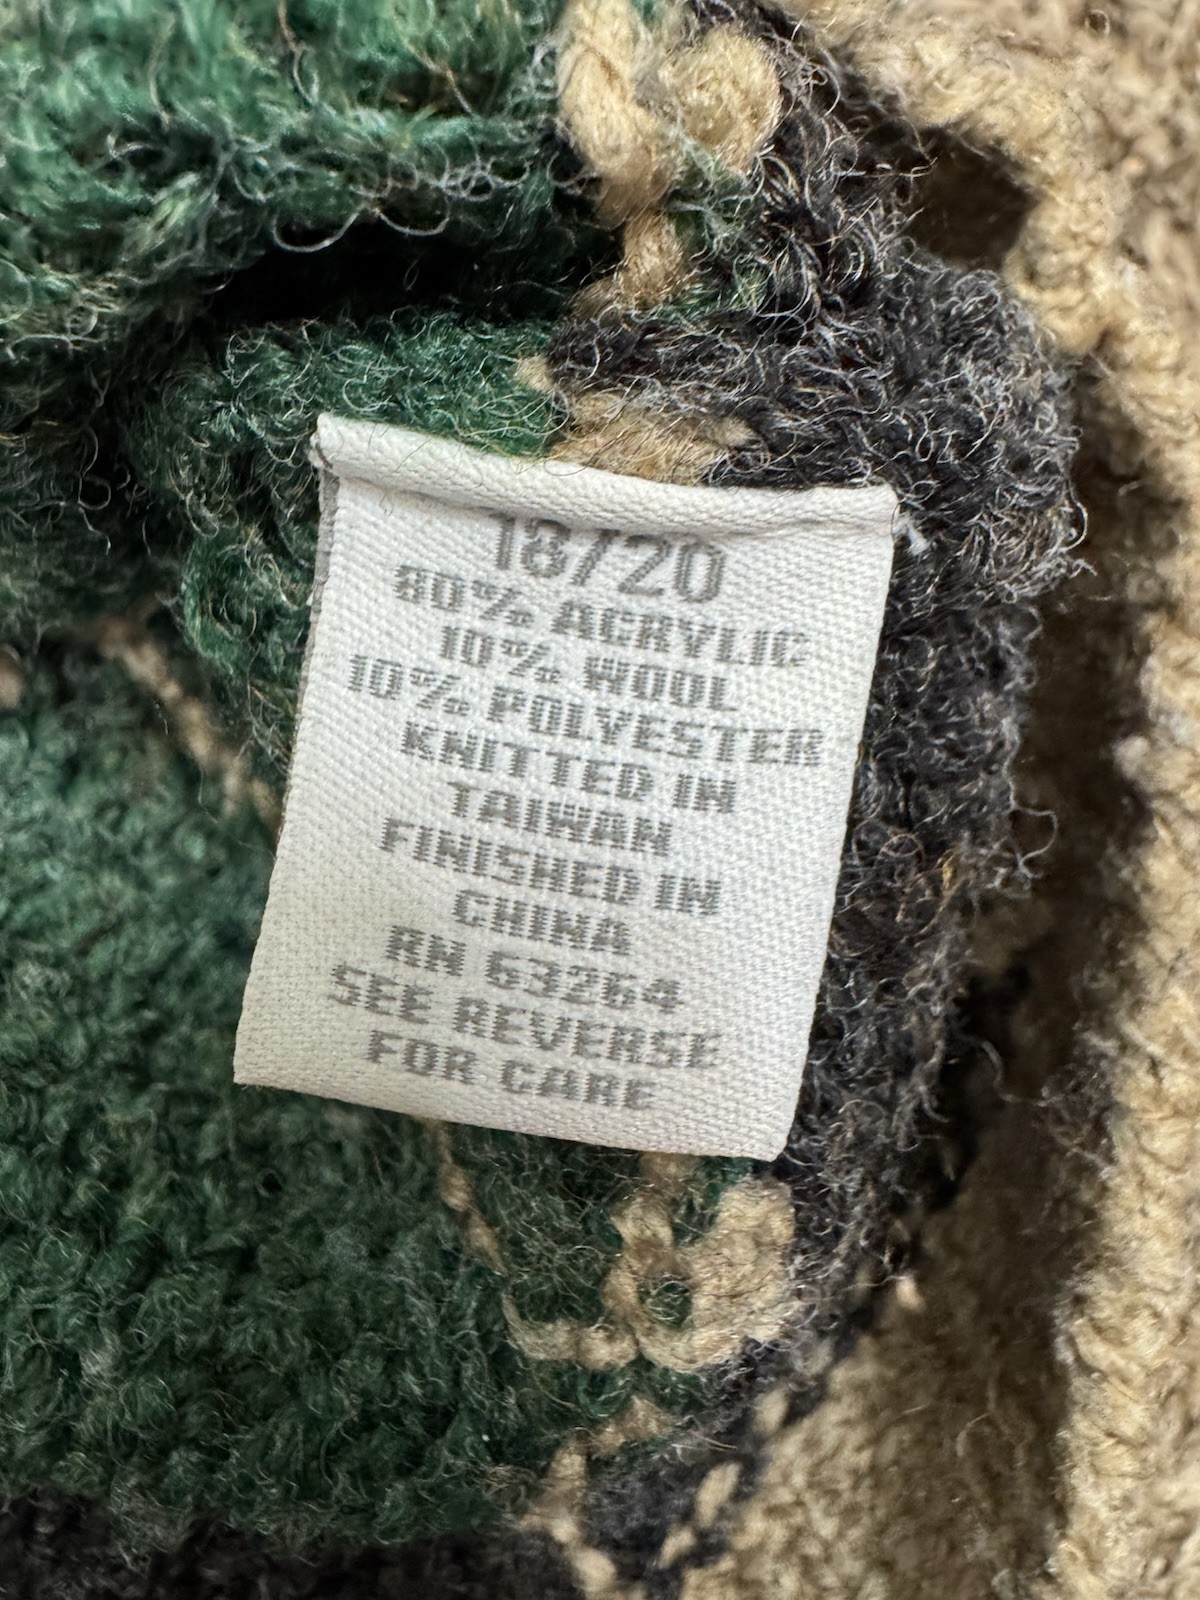 18/20
80% ACRYLIC
10% WOOL
10% POLYESTER
KNITTED IN
TAIWAN
FINISHED IN
CHINA
RN 63264
SEE REVERSE
FOR CARE